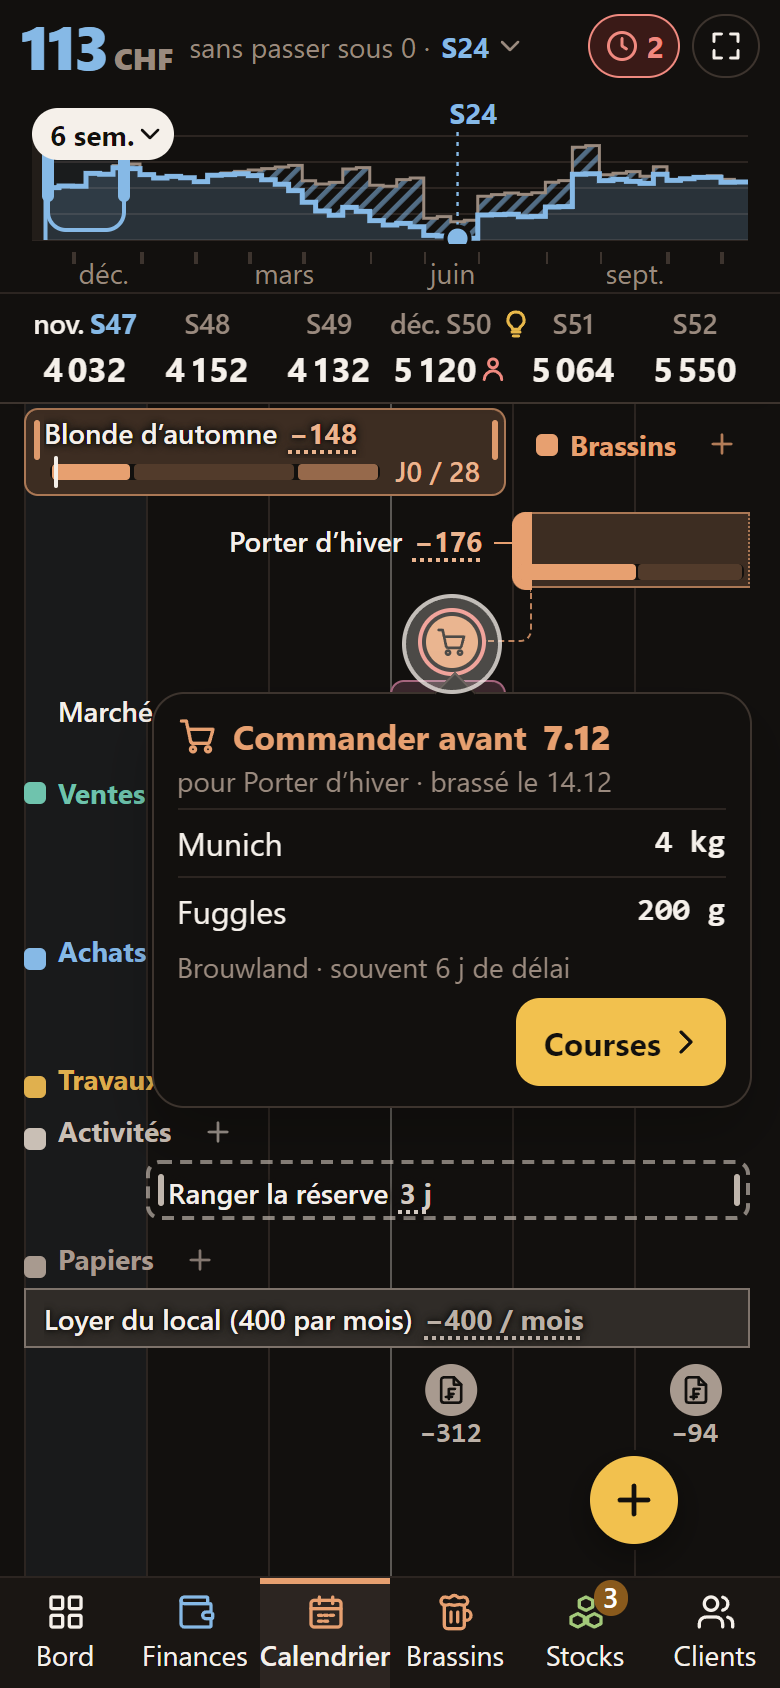 113 CHF sans passer sous 0 · S24
2
S24
6 sem.
déc. mars juin sept.
nov. S47 S48 S49 déc. S50 S51 S52
4 032 4 152 4 132 5 120 5 064 5 550
Blonde d’automne −148
J0 / 28
Brassins +
Porter d’hiver −176
Marché
Commander avant 7.12
pour Porter d’hiver · brassé le 14.12
Ventes
Munich 4 kg
Fuggles 200 g
Achats
Brouwland · souvent 6 j de délai
Courses
Travaux
Activités +
Ranger la réserve 3 j
Papiers +
Loyer du local (400 par mois) −400 / mois
−312 −94
+
3
Bord Finances Calendrier Brassins Stocks Clients